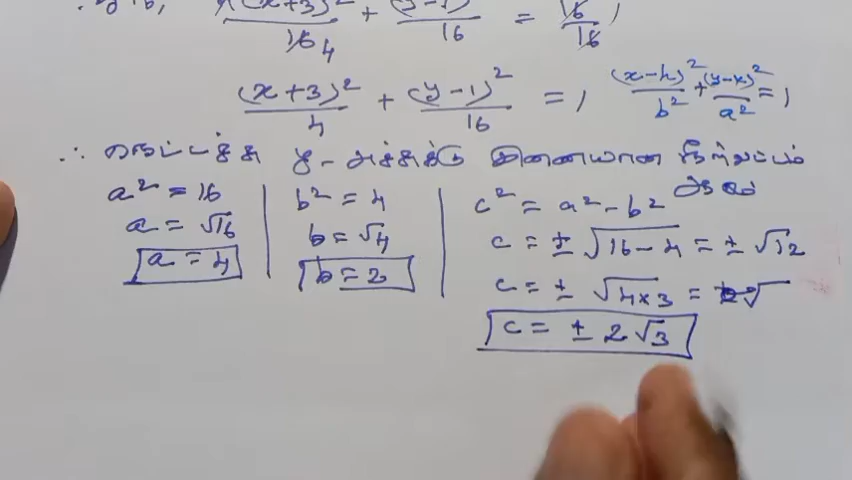 (x+3)² / 16 4 + (y-1)² / 16 = 16/16
(x+3)² / 4 + (y-1)² / 16 = 1 (x-h)² / b² + (y-k)² / a² = 1
∴ y-அச்சுக்கு இணையான நீள்வட்டம்
ஆகும்
a² = 16 b² = 4 c² = a² - b²
a = √16 b = √4 c = ± √16-4 = ± √12
a = 4 b = 2 c = ± √4×3 =
c = ± 2√3